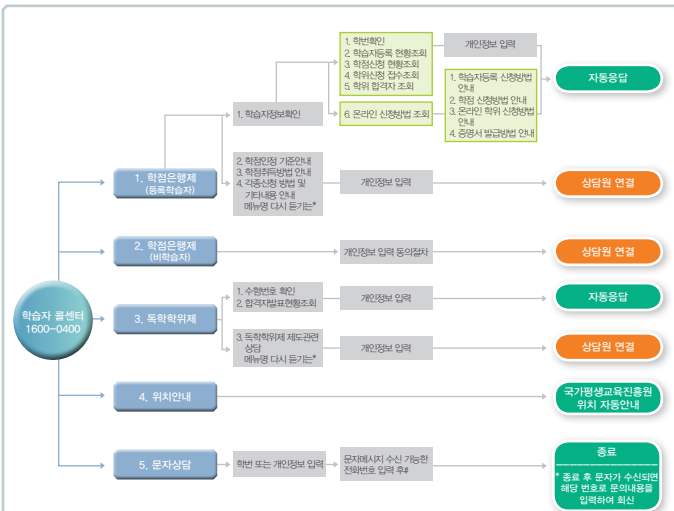 학습자 콜센터
1600-0400
1. 학점은행제
(등록학습자)
1. 학습자정보확인
1. 학번확인
2. 학습자등록 현황조회
3. 학점신청 현황조회
4. 학위신청 접수조회
5. 학위 합격자 조회
개인정보 입력
6. 온라인 신청방법 조회
1. 학습자등록 신청방법
안내
2. 학점 신청방법 안내
3. 온라인 학위 신청방법
안내
4. 증명서 발급방법 안내
자동응답
2. 학점인정 기준안내
3. 학점취득방법 안내
4. 각종신청 방법 및
기타내용 안내
메뉴명 다시 듣기는*
개인정보 입력
상담원 연결
2. 학점은행제
(비학습자)
개인정보 입력 동의절차
상담원 연결
3. 독학학위제
1. 수험번호 확인
2. 합격자발표현황조회
개인정보 입력
자동응답
3. 독학학위제 제도관련
상담
메뉴명 다시 듣기는*
개인정보 입력
상담원 연결
4. 위치안내
국가평생교육진흥원
위치 자동안내
5. 문자상담
학번 또는 개인정보 입력
문자메시지 수신 가능한
전화번호 입력 후#
종료
* 종료 후 문자가 수신되면
해당 번호로 문의내용을
입력하여 회신